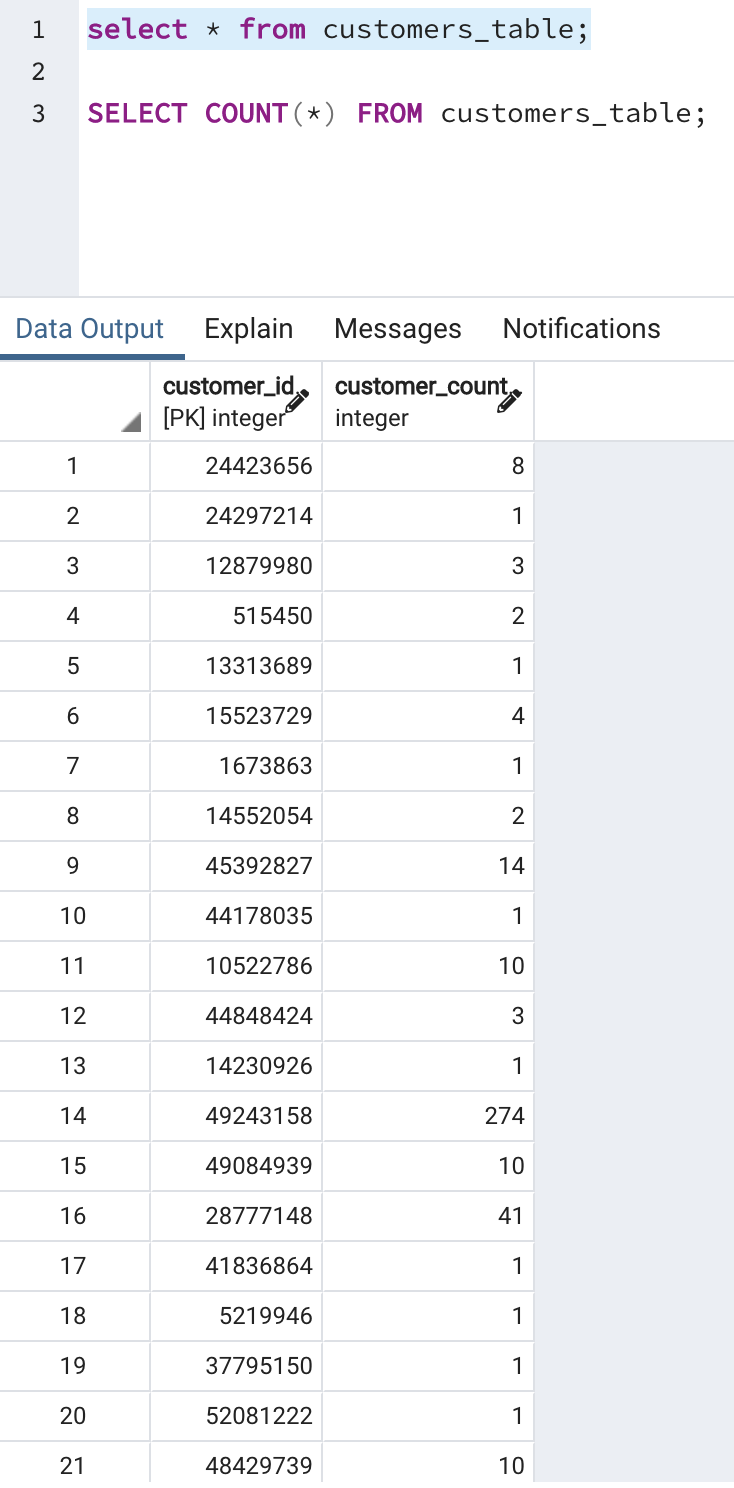 1 select * from customers_table;
2
3 SELECT COUNT(*) FROM customers_table;
Data Output Explain Messages Notifications
customer_id customer_count
[PK] integer integer
1 24423656 8
2 24297214 1
3 12879980 3
4 515450 2
5 13313689 1
6 15523729 4
7 1673863 1
8 14552054 2
9 45392827 14
10 44178035 1
11 10522786 10
12 44848424 3
13 14230926 1
14 49243158 274
15 49084939 10
16 28777148 41
17 41836864 1
18 5219946 1
19 37795150 1
20 52081222 1
21 48429739 10